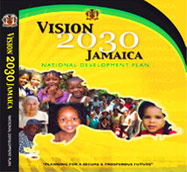 VISION
2030
JAMAICA
NATIONAL DEVELOPMENT PLAN
"PLANNING FOR A SECURE & PROSPEROUS FUTURE"
VISION 2030 JAMAICA
NATIONAL DEVELOPMENT PLAN